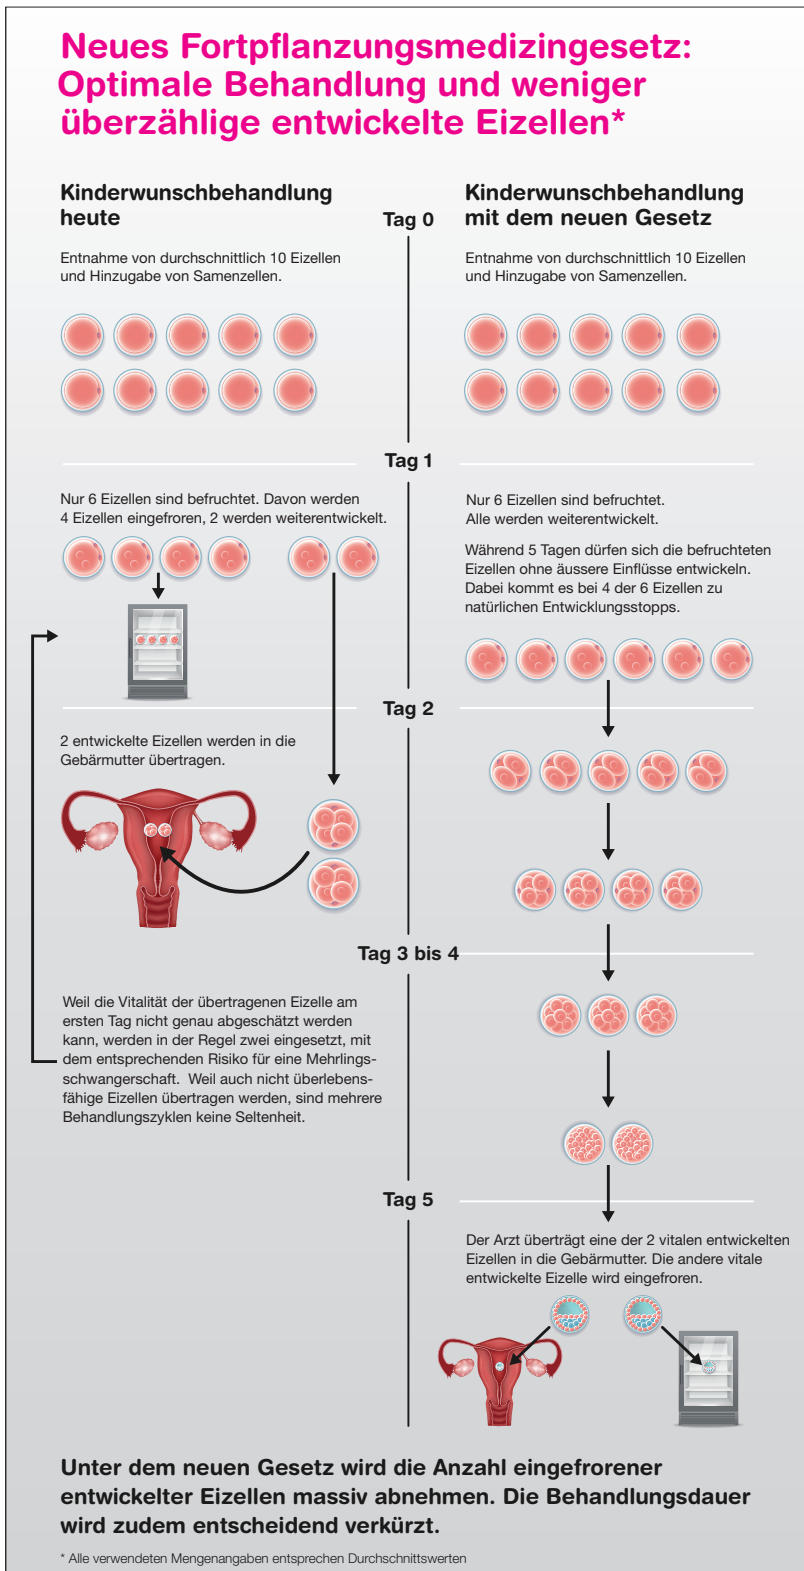 Neues Fortpflanzungsmedizingesetz:
Optimale Behandlung und weniger
überzählige entwickelte Eizellen*
Kinderwunschbehandlung
heute
Tag 0
Kinderwunschbehandlung
mit dem neuen Gesetz
Entnahme von durchschnittlich 10 Eizellen
und Hinzugabe von Samenzellen.
Entnahme von durchschnittlich 10 Eizellen
und Hinzugabe von Samenzellen.
Tag 1
Nur 6 Eizellen sind befruchtet. Davon werden
4 Eizellen eingefroren, 2 werden weiterentwickelt.
Nur 6 Eizellen sind befruchtet.
Alle werden weiterentwickelt.
Während 5 Tagen dürfen sich die befruchteten
Eizellen ohne äussere Einflüsse entwickeln.
Dabei kommt es bei 4 der 6 Eizellen zu
natürlichen Entwicklungsstopps.
Tag 2
2 entwickelte Eizellen werden in die
Gebärmutter übertragen.
Tag 3 bis 4
Weil die Vitalität der übertragenen Eizelle am
ersten Tag nicht genau abgeschätzt werden
kann, werden in der Regel zwei eingesetzt, mit
dem entsprechenden Risiko für eine Mehrlings-
schwangerschaft. Weil auch nicht überlebens-
fähige Eizellen übertragen werden, sind mehrere
Behandlungszyklen keine Seltenheit.
Tag 5
Der Arzt überträgt eine der 2 vitalen entwickelten
Eizellen in die Gebärmutter. Die andere vitale
entwickelte Eizelle wird eingefroren.
Unter dem neuen Gesetz wird die Anzahl eingefrorener
entwickelter Eizellen massiv abnehmen. Die Behandlungsdauer
wird zudem entscheidend verkürzt.
* Alle verwendeten Mengenangaben entsprechen Durchschnittswerten